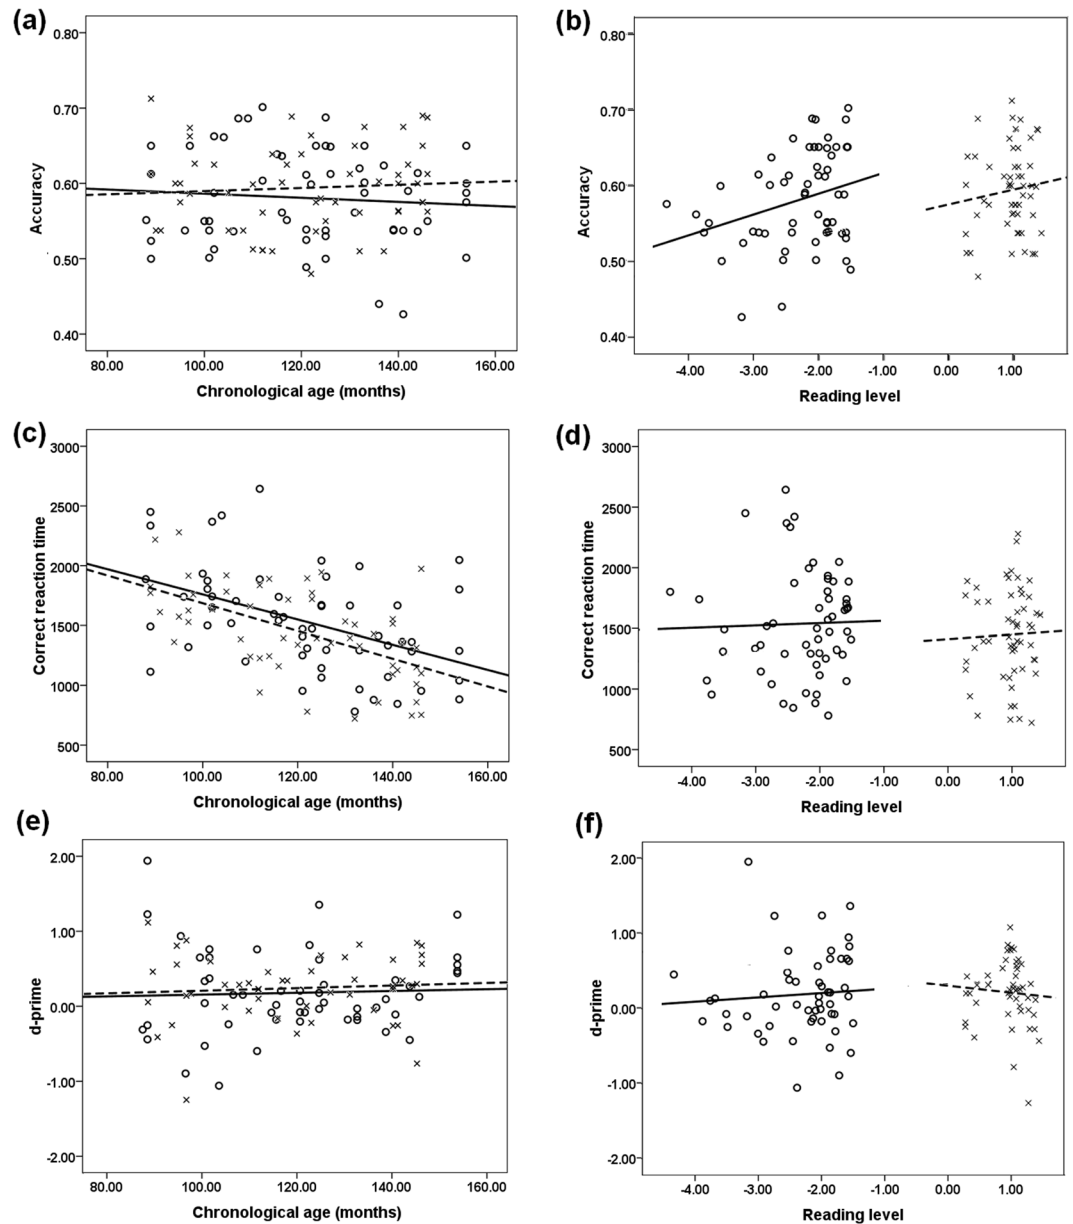 (a)
0.80
0.70
0.60
0.50
0.40
Accuracy
80.00 100.00 120.00 140.00 160.00
Chronological age (months)
(b)
0.80
0.70
0.60
0.50
0.40
Accuracy
-4.00 -3.00 -2.00 -1.00 0.00 1.00
Reading level
(c)
3000
2500
2000
1500
1000
500
Correct reaction time
80.00 100.00 120.00 140.00 160.00
Chronological age (months)
(d)
3000
2500
2000
1500
1000
500
Correct reaction time
-4.00 -3.00 -2.00 -1.00 0.00 1.00
Reading level
(e)
2.00
1.00
0.00
-1.00
-2.00
d-prime
80.00 100.00 120.00 140.00 160.00
Chronological age (months)
(f)
2.00
1.00
0.00
-1.00
-2.00
d-prime
-4.00 -3.00 -2.00 -1.00 0.00 1.00
Reading level